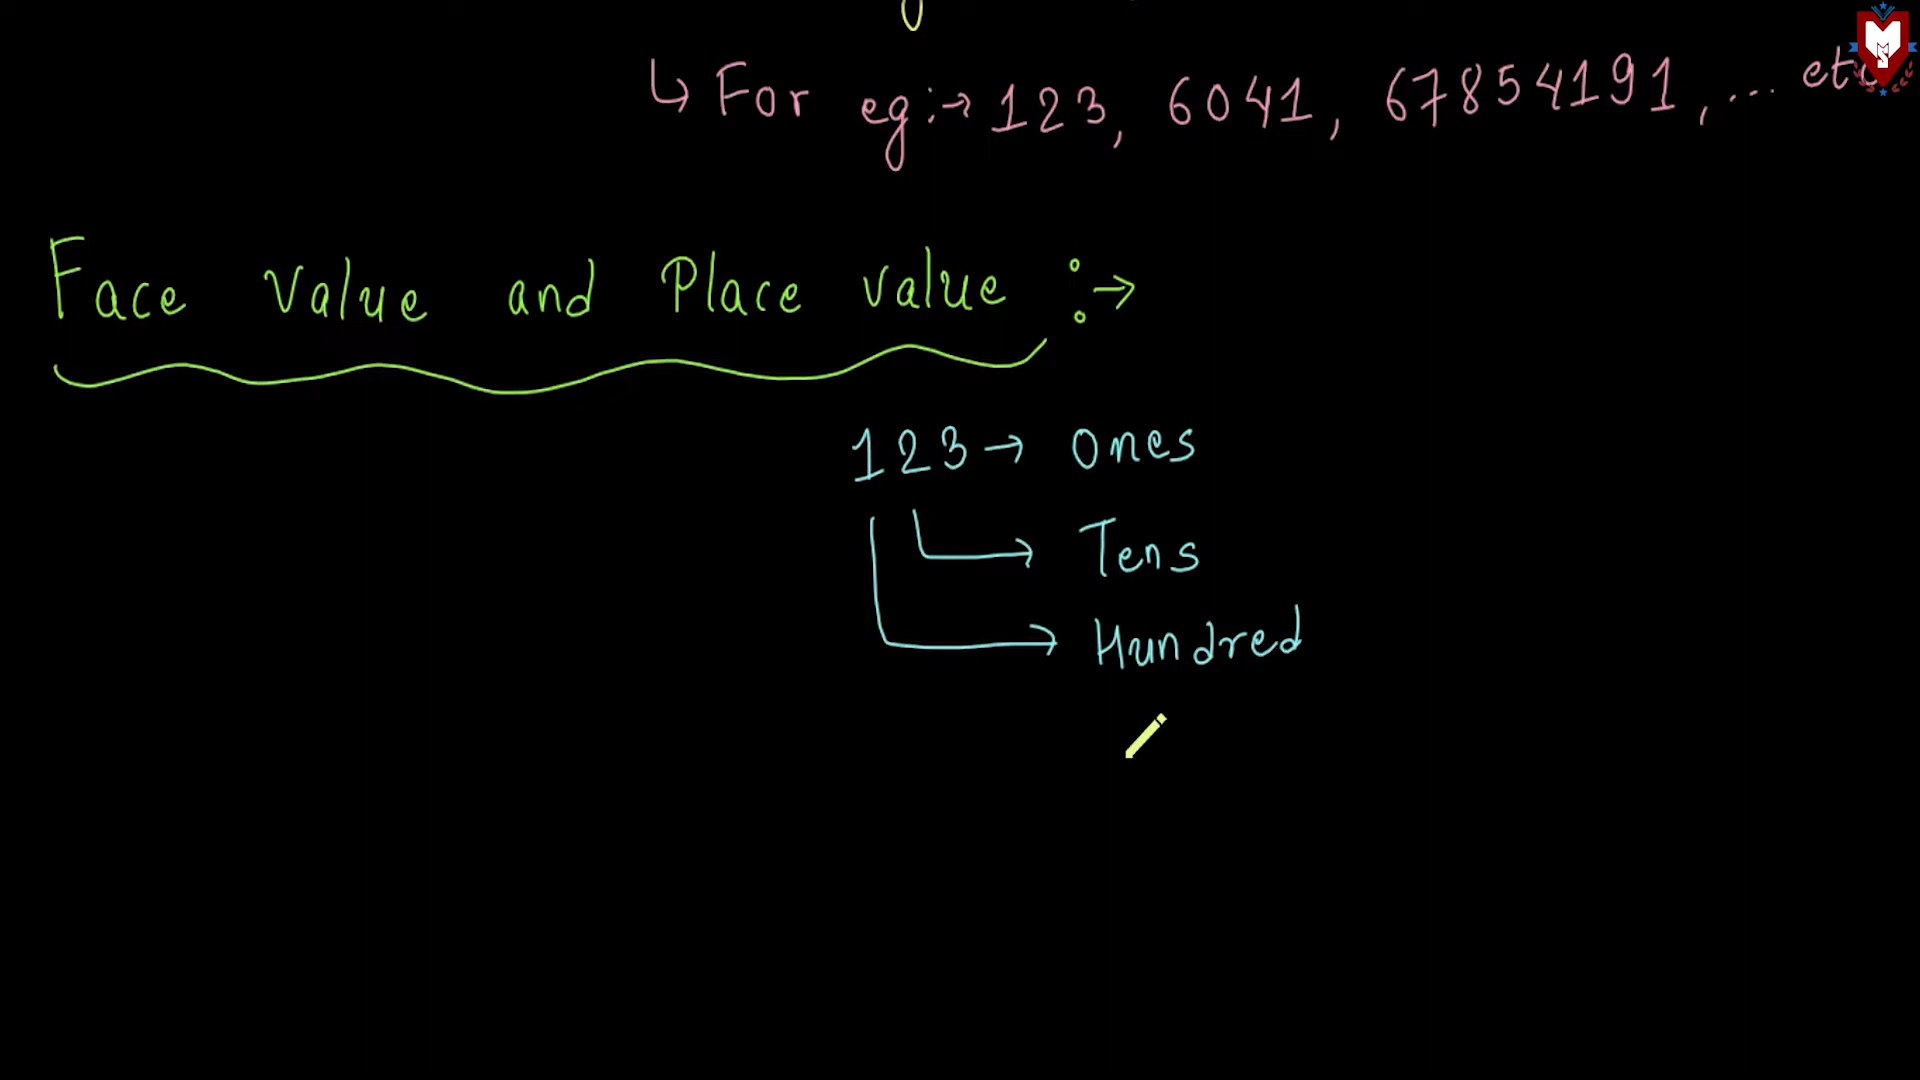 ↳ For eg :→ 123, 6041, 67854191, ... etc
Face Value and Place value :→
123 → Ones
→ Tens
→ Hundred